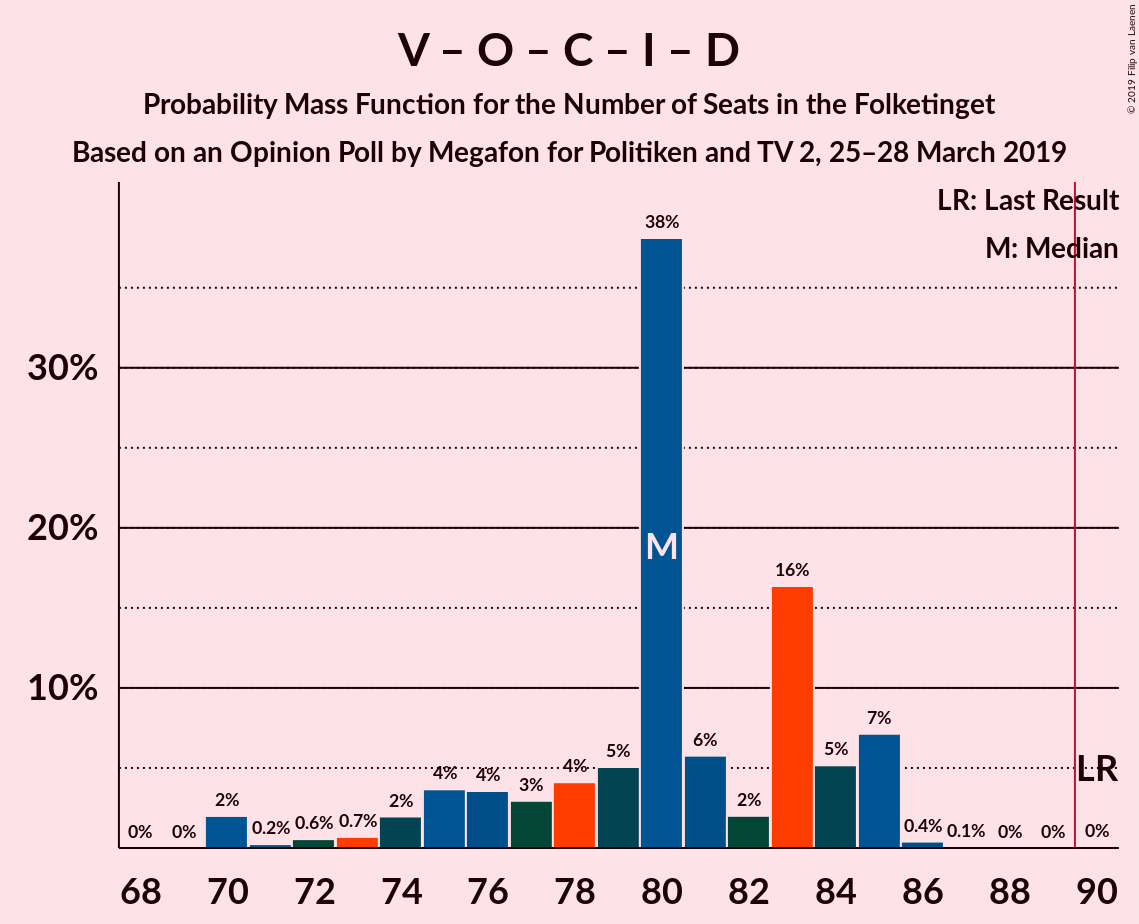 V – O – C – I – D
Probability Mass Function for the Number of Seats in the Folketinget
Based on an Opinion Poll by Megafon for Politiken and TV 2, 25–28 March 2019
© 2019 Filip van Laenen
LR: Last Result
M: Median
38%
30%
M
20%
16%
10%
7%
6%
5%
5%
LR
4%
4%
4%
3%
2%
2%
2%
0.7%
0.6%
0.4%
0.2%
0.1%
0%
0%
0%
0%
0%
68 70 72 74 76 78 80 82 84 86 88 90